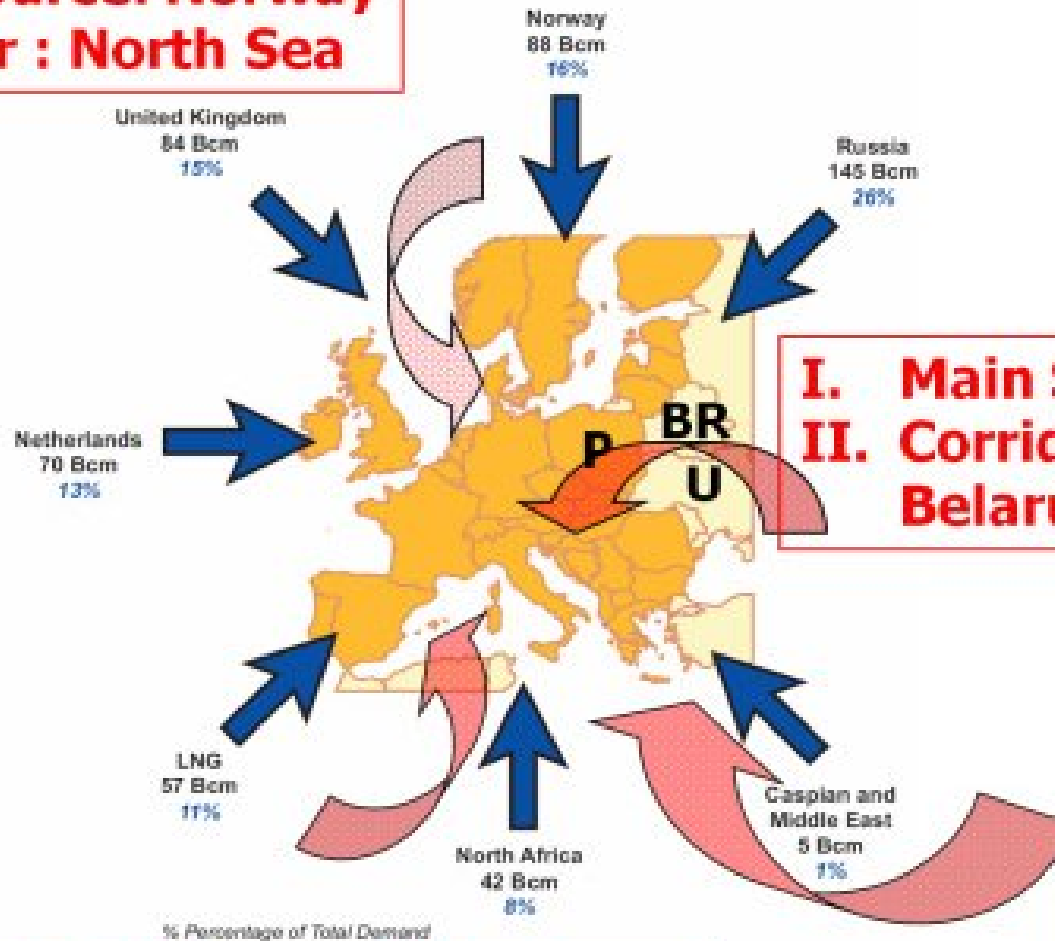 Norway
r : North Sea
Norway
88 Bcm
16%
United Kingdom
84 Bcm
15%
Russia
145 Bcm
26%
I. Main
II. Corrid
Belaru
BR
P
U
Netherlands
70 Bcm
13%
LNG
57 Bcm
11%
North Africa
42 Bcm
8%
Caspian and
Middle East
5 Bcm
1%
% Percentage of Total Demand